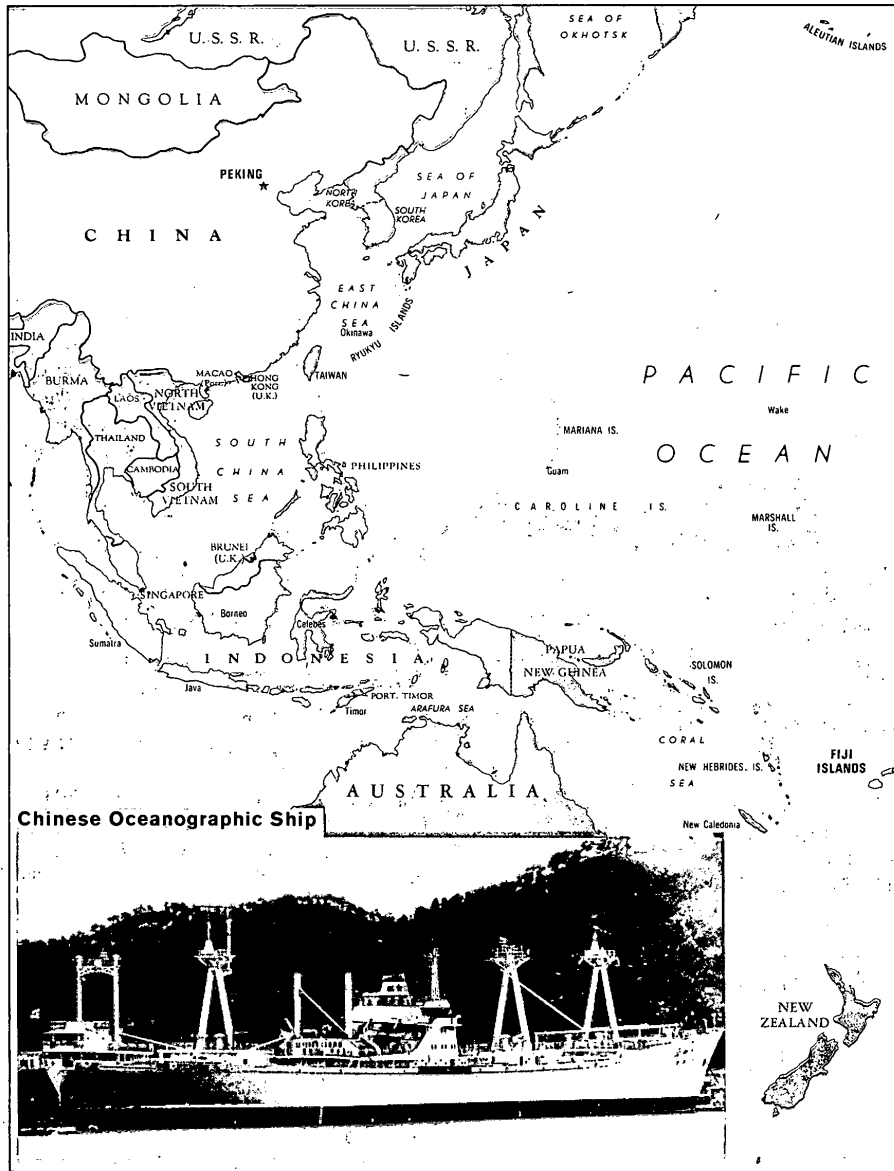 SEA OF
OKHOTSK
ALEUTIAN ISLANDS
U.S.S.R.
U.S.S.R.
MONGOLIA
PEKING
NORTH
KOREA
SEA OF
JAPAN
SOUTH
KOREA
CHINA
JAPAN
EAST
CHINA
SEA
Okinawa
RYUKYU ISLANDS
INDIA
BURMA
MACAO
(Port.)
HONG
KONG
(U.K.)
TAIWAN
LAOS
NORTH
VIETNAM
PACIFIC
OCEAN
Wake
THAILAND
MARIANA IS.
SOUTH
CHINA
SEA
PHILIPPINES
Guam
CAMBODIA
SOUTH
VIETNAM
CAROLINE IS.
MARSHALL
IS.
BRUNEI
(U.K.)
SINGAPORE
Borneo
Celebes
Sumatra
INDONESIA
PAPUA
NEW GUINEA
SOLOMON
IS.
Java
PORT. TIMOR
Timor
ARAFURA SEA
CORAL
SEA
NEW HEBRIDES IS.
FIJI
ISLANDS
AUSTRALIA
New Caledonia
Chinese Oceanographic Ship
NEW
ZEALAND